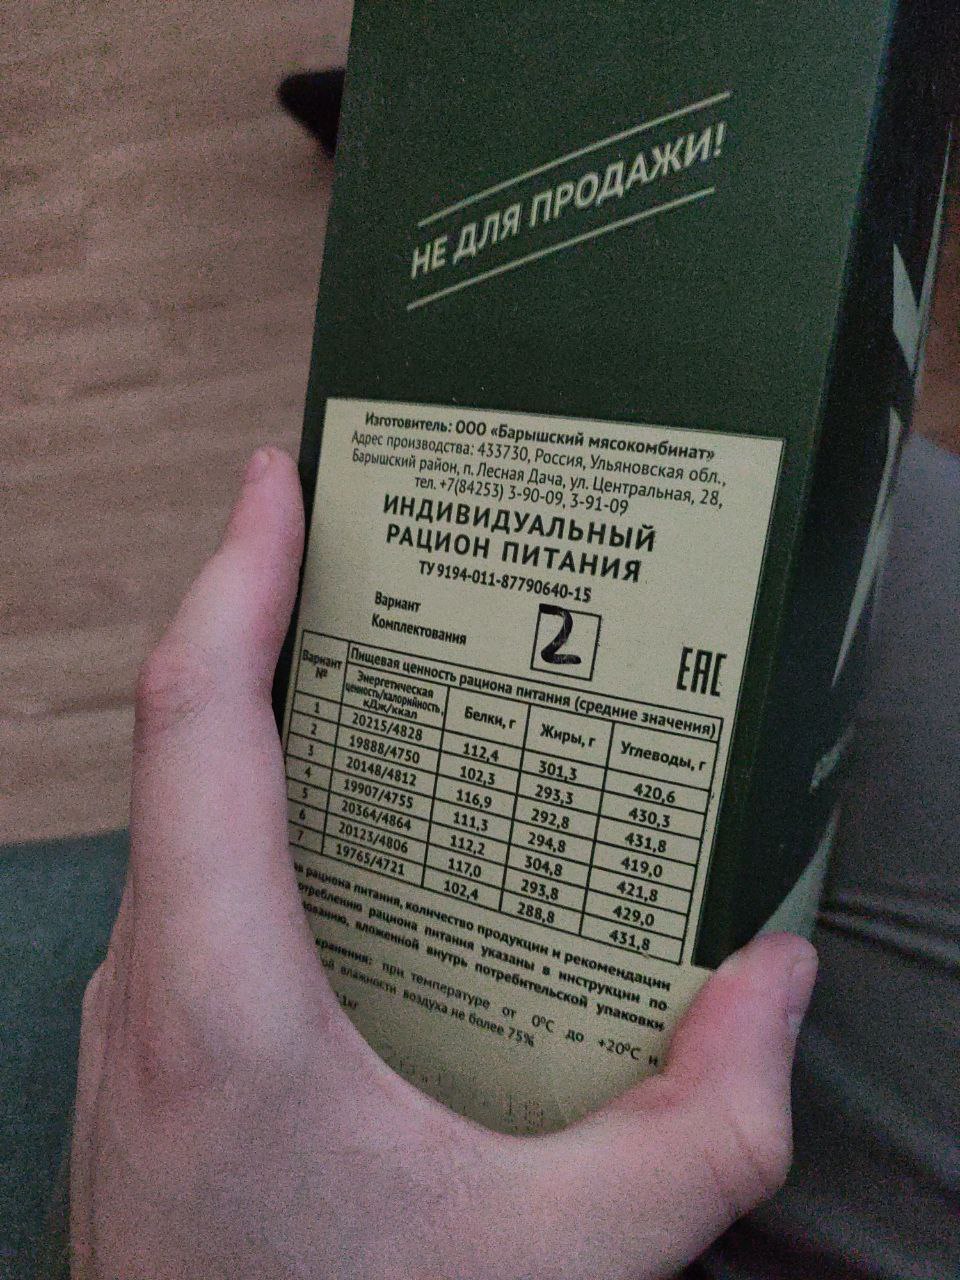 НЕ ДЛЯ ПРОДАЖИ!
Изготовитель: ООО «Барышский мясокомбинат»
Адрес производства: 433730, Россия, Ульяновская обл.,
Барышский район, п. Лесная Дача, ул. Центральная, 28,
тел. +7(84253) 3-90-09, 3-91-09
ИНДИВИДУАЛЬНЫЙ
РАЦИОН ПИТАНИЯ
ТУ 9194-011-87790640-15
Вариант
Комплектования
2
EAC
Вариант
№
Пищевая ценность рациона питания (средние значения)
Энергетическая
ценность/калорийность,
кДж/ккал
Белки, г
Жиры, г
Углеводы, г
1 20215/4828 112,4 301,3 420,6
2 19888/4750 102,3 293,3 430,3
3 20148/4812 116,9 292,8 431,8
4 19907/4755 111,3 294,8 419,0
5 20364/4864 112,2 304,8 421,8
6 20123/4806 117,0 293,8 429,0
7 19765/4721 102,4 288,8 431,8
рациона питания, количество продукции и рекомендации
рациона питания указаны в инструкции по
вложенной внутрь потребительской упаковки
при температуре от 0°С до +20°С и
влажности воздуха не более 75%